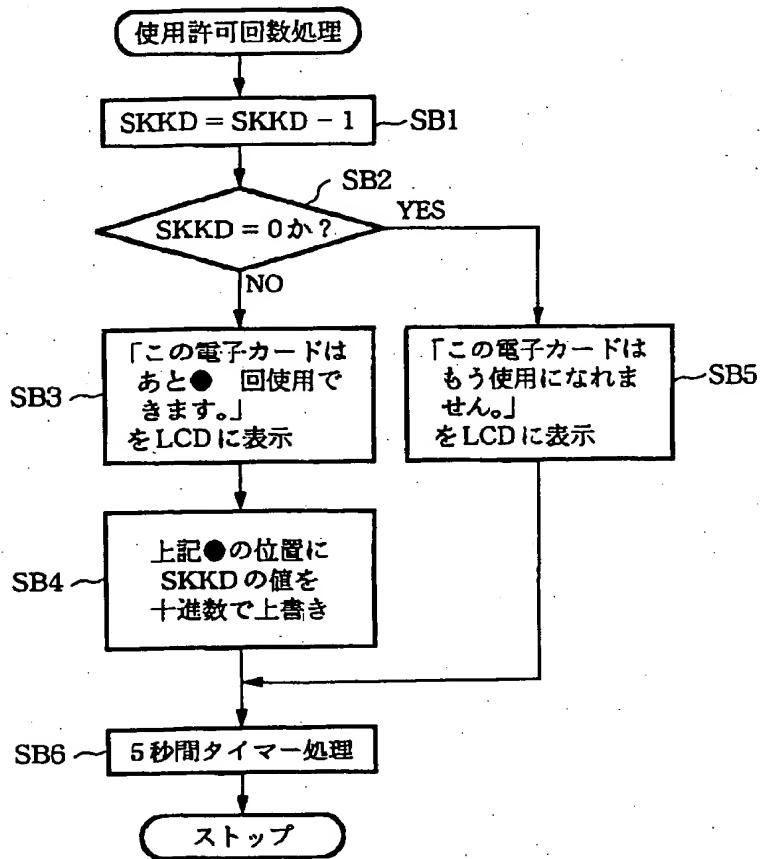 使用許可回数処理
SKKD = SKKD − 1
SB1
SB2
SKKD = 0か?
YES
NO
SB3
「この電子カードは
あと● 回使用で
きます。」
をLCDに表示
「この電子カードは
もう使用になれま
せん。」
をLCDに表示
SB5
SB4
上記●の位置に
SKKDの値を
十進数で上書き
SB6
5秒間タイマー処理
ストップ